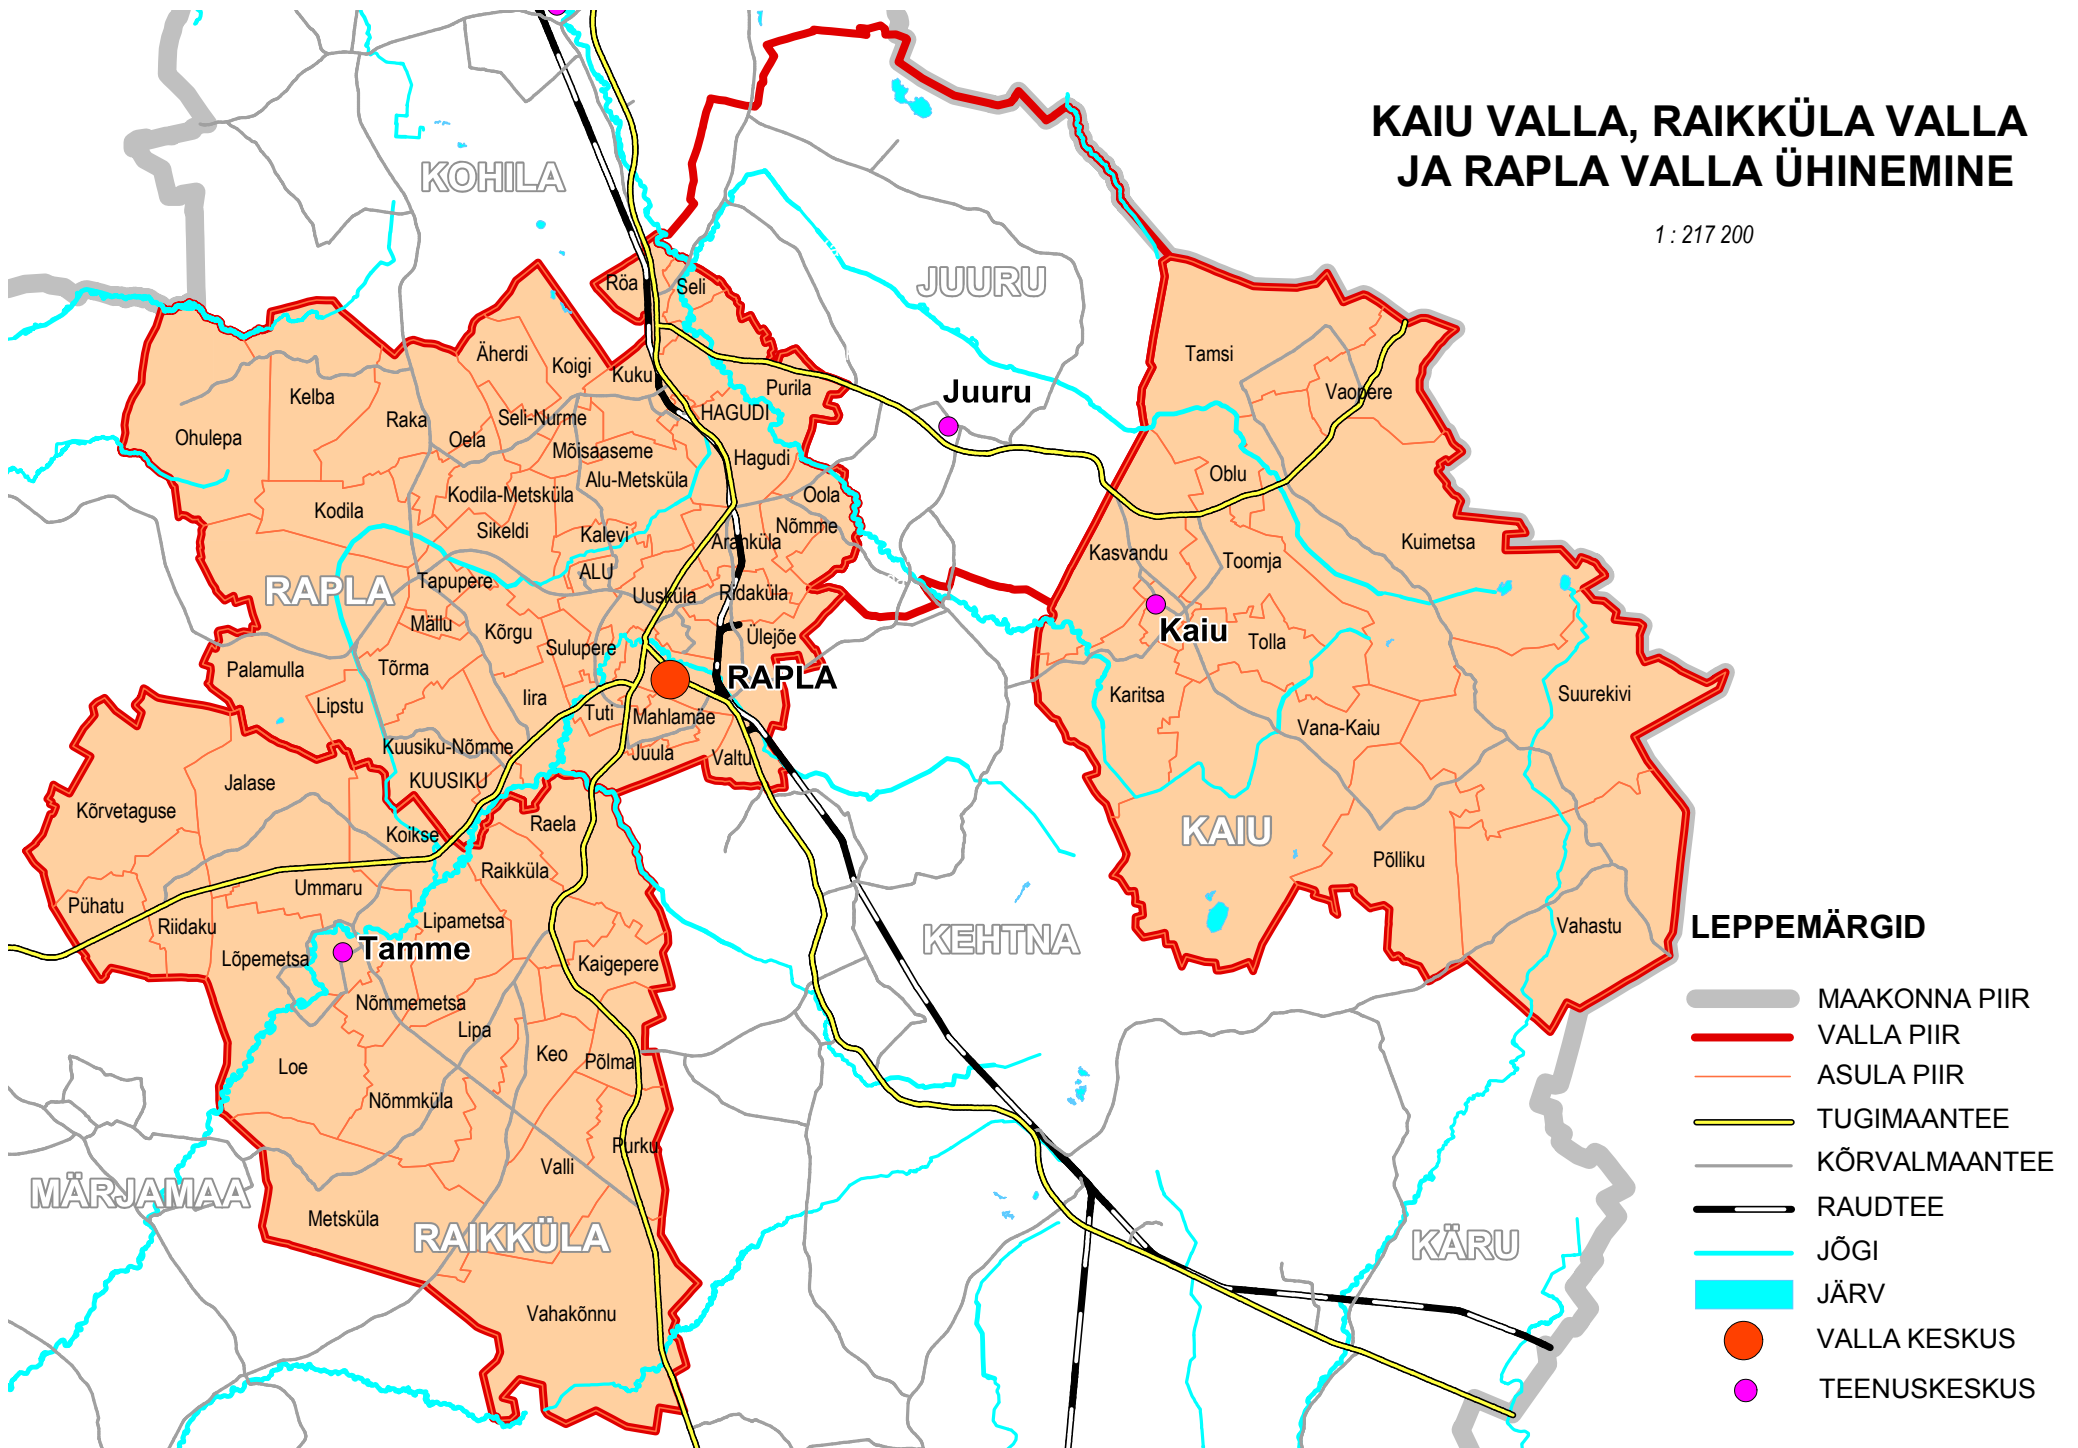 KAIU VALLA, RAIKKÜLA VALLA
JA RAPLA VALLA ÜHINEMINE
1 : 217 200
KOHILA
JUURU
Röa
Seli
Äherdi
Koigi
Kuku
Purila
HAGUDI
Kelba
Raka
Ohulepa
Oela
Seli-Nurme
Mõisaaseme
Hagudi
Alu-Metsküla
Kodila-Metsküla
Oola
Kodila
Sikeldi
Kalevi
Nõmme
Aranküla
ALU
RAPLA
Tapupere
Uusküla
Ridaküla
Mällu
Kõrgu
Sulupere
Ülejõe
Palamulla
Tõrma
RAPLA
Iira
Lipstu
Tuti
Mahlamäe
Kuusiku-Nõmme
Juula
Valtu
KUUSIKU
Juuru
Tamsi
Vaopere
Oblu
Kuimetsa
Kasvandu
Toomja
Kaiu
Tolla
Karitsa
Suurekivi
Vana-Kaiu
KAIU
Põlliku
Vahastu
Jalase
Kõrvetaguse
Koikse
Raela
Raikküla
Ummaru
Pühatu
Riidaku
Lipametsa
Tamme
Lõpemetsa
Kaigepere
Nõmmemetsa
Lipa
Keo
Põlma
Loe
Nõmmküla
Purku
Valli
Metsküla
RAIKKÜLA
Vahakõnnu
MÄRJAMAA
KEHTNA
KÄRU
LEPPEMÄRGID
MAAKONNA PIIR
VALLA PIIR
ASULA PIIR
TUGIMAANTEE
KÕRVALMAANTEE
RAUDTEE
JÕGI
JÄRV
VALLA KESKUS
TEENUSKESKUS